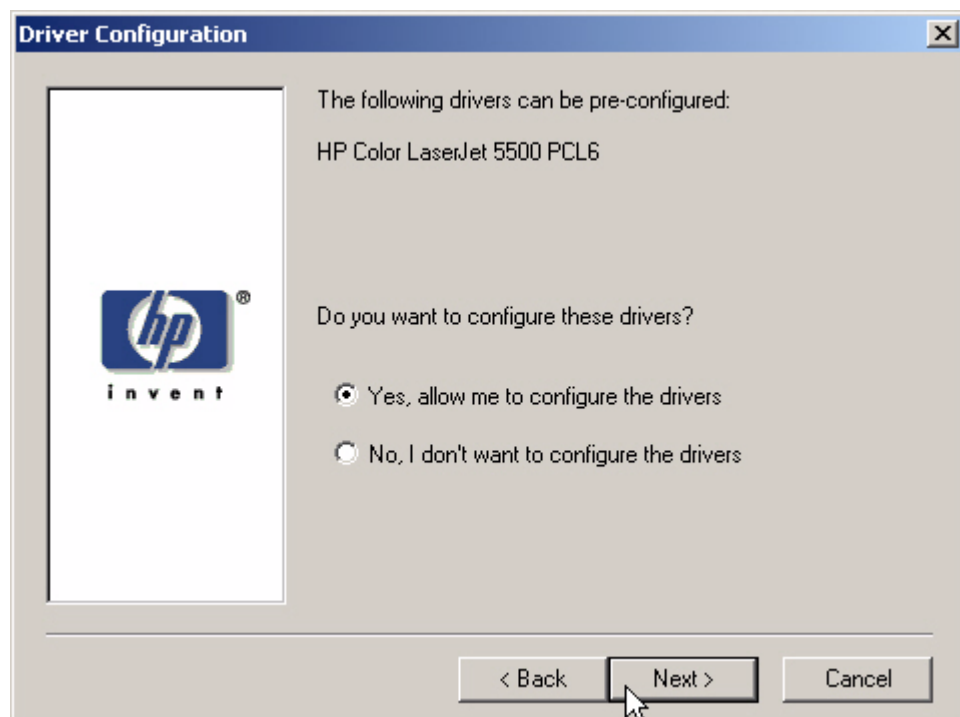 Driver Configuration
The following drivers can be pre-configured:
HP Color LaserJet 5500 PCL6
hp ®
invent
Do you want to configure these drivers?
Yes, allow me to configure the drivers
No, I don't want to configure the drivers
< Back Next > Cancel